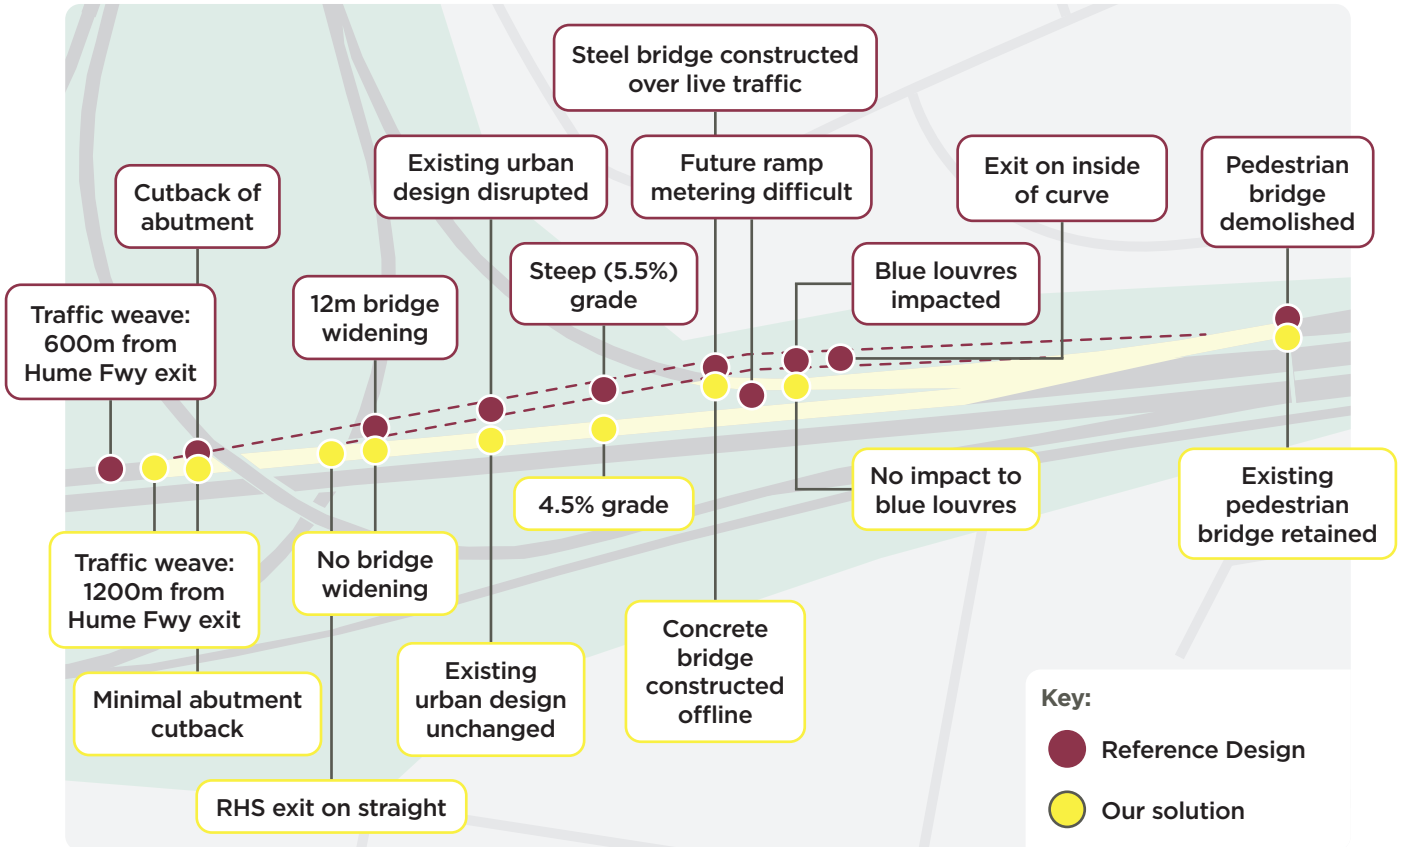 Steel bridge constructed
over live traffic
Existing urban
design disrupted
Future ramp
metering difficult
Exit on inside
of curve
Pedestrian
bridge
demolished
Cutback of
abutment
Steep (5.5%)
grade
Blue louvres
impacted
12m bridge
widening
Traffic weave:
600m from
Hume Fwy exit
No impact to
blue louvres
Existing
pedestrian
bridge retained
4.5% grade
Traffic weave:
1200m from
Hume Fwy exit
No bridge
widening
Concrete
bridge
constructed
offline
Existing
urban design
unchanged
Minimal abutment
cutback
RHS exit on straight
Key:
Reference Design
Our solution